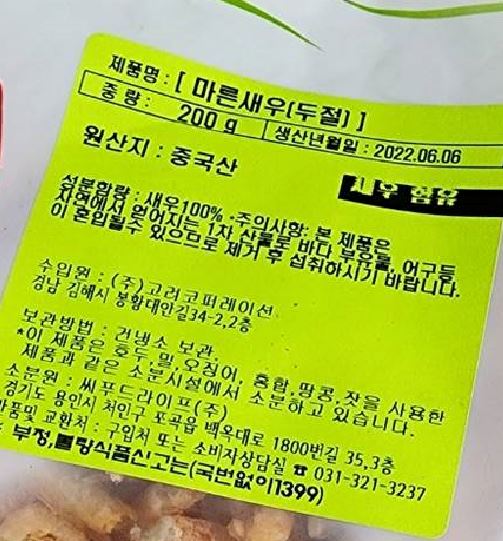 제품명 : [ 마른새우(두절) ]
중 량 : 200 g 생산년월일 : 2022.06.06
원산지 : 중국산
새우 함유
성분함량 : 새우100% ·주의사항: 본 제품은
자연에서 얻어지는 1차 산물로 바다 부유물, 어구등
이 혼입될수 있으므로 제거 후 섭취하시기 바랍니다.
수입원 : (주)고려코퍼레이션
경남 김해시 봉황대안길34-2,2층
보관방법 : 건냉소 보관
*이 제품은 호두,밀,오징어, 홍합,땅콩,잣을 사용한
제품과 같은 소분시설에서 소분하고 있습니다.
소분원 : 씨푸드라이프(주)
경기도 용인시 처인구 포곡읍 백옥대로 1800번길 35,3층
반품및 교환처 : 구입처 또는 소비자상담실 ☎ 031-321-3237
부정,불량식품신고는(국번없이1399)